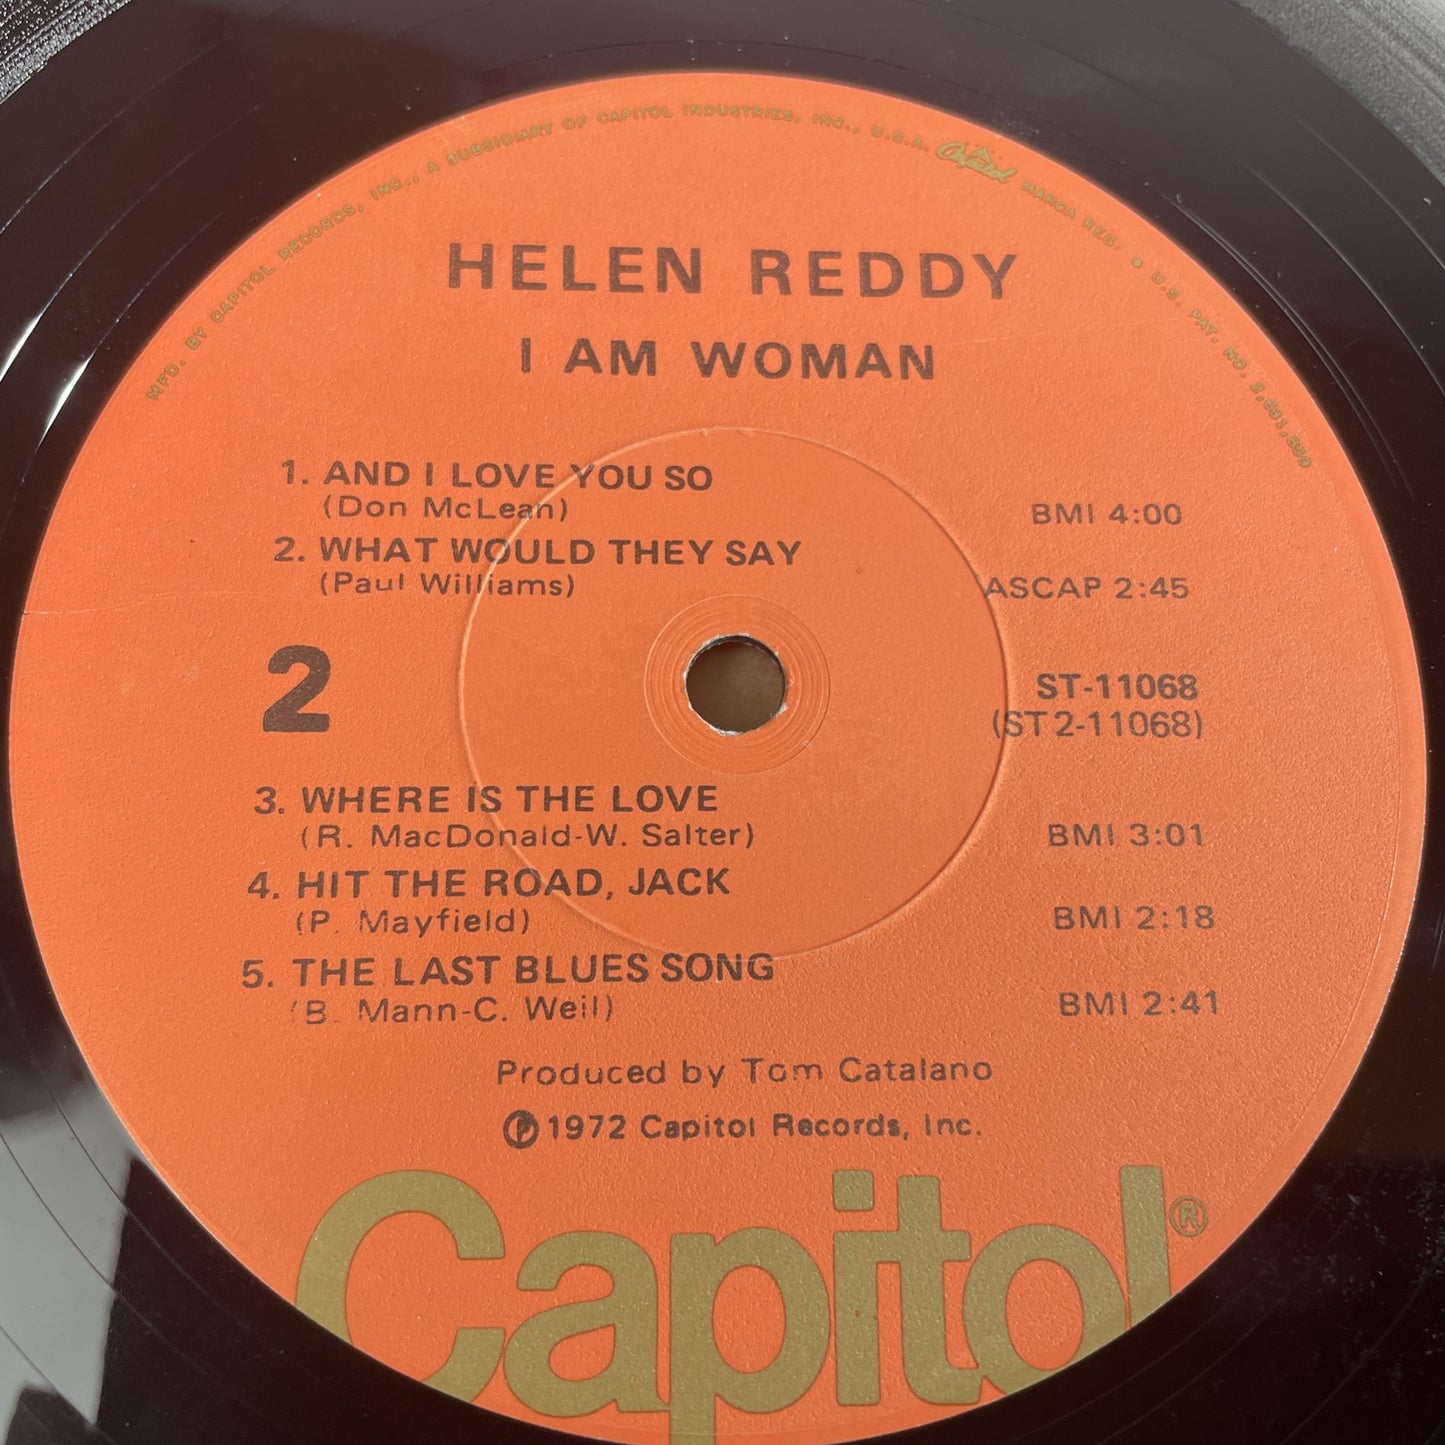 MFD. BY CAPITOL RECORDS, INC., A SUBSIDIARY OF CAPITOL INDUSTRIES, INC., U.S.A. Capitol MARCA REG. • U.S. PAT. NO. 2,631,859
HELEN REDDY
I AM WOMAN
1. AND I LOVE YOU SO
(Don McLean) BMI 4:00
2. WHAT WOULD THEY SAY
(Paul Williams) ASCAP 2:45
2 ST-11068
(ST2-11068)
3. WHERE IS THE LOVE
(R. MacDonald-W. Salter) BMI 3:01
4. HIT THE ROAD, JACK
(P. Mayfield) BMI 2:18
5. THE LAST BLUES SONG
(B. Mann-C. Weil) BMI 2:41
Produced by Tom Catalano
℗ 1972 Capitol Records, Inc.
Capitol®